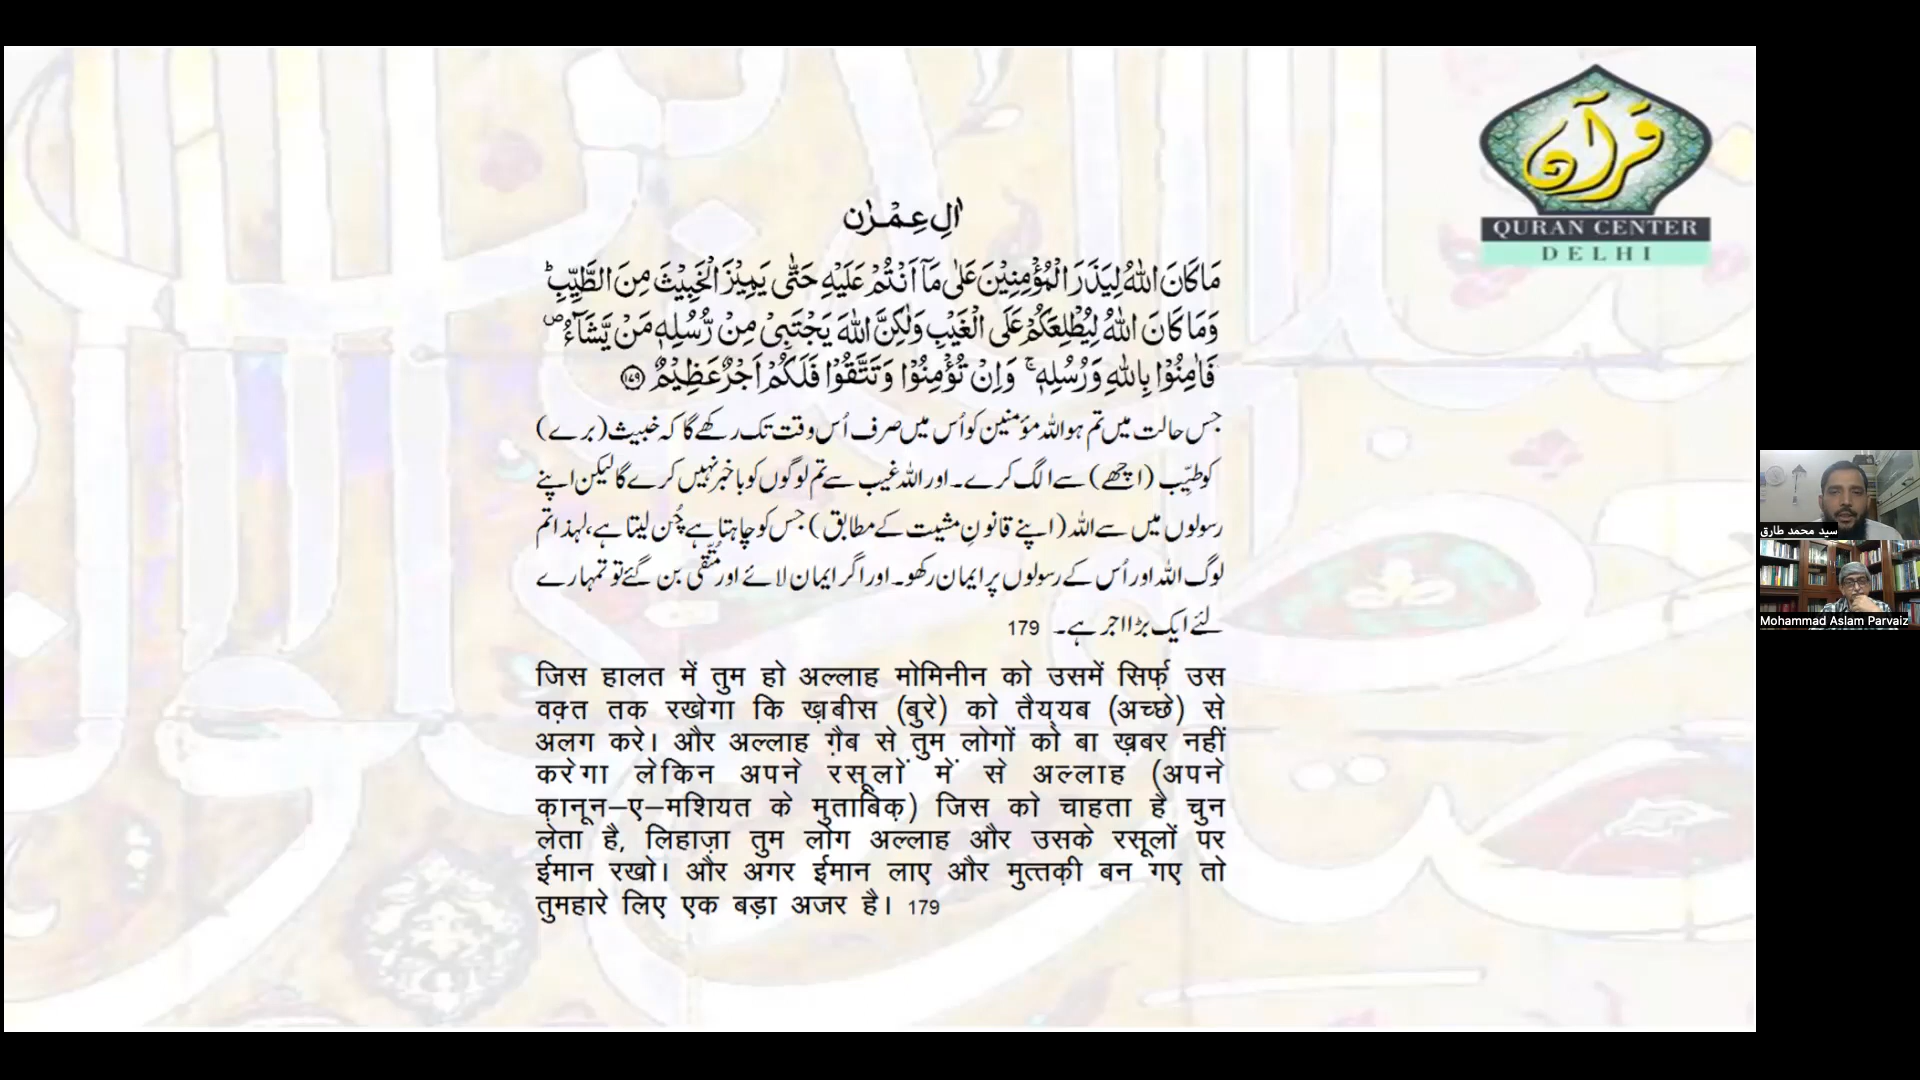 قرآن
QURAN CENTER
DELHI
اٰلِ عِمْرٰن
مَا كَانَ اللّٰهُ لِيَذَرَ الْمُؤْمِنِيْنَ عَلٰى مَاۤ اَنْتُمْ عَلَيْهِ حَتّٰى يَمِيْزَ الْخَبِيْثَ مِنَ الطَّيِّبِ ؕ
وَمَا كَانَ اللّٰهُ لِيُطْلِعَكُمْ عَلَى الْغَيْبِ وَلٰكِنَّ اللّٰهَ يَجْتَبِىْ مِنْ رُّسُلِهٖ مَنْ يَّشَآءُ ۖ
فَاٰمِنُوْا بِاللّٰهِ وَرُسُلِهٖ ۚ وَاِنْ تُؤْمِنُوْا وَتَتَّقُوْا فَلَكُمْ اَجْرٌ عَظِيْمٌ ﴿۱۷۹﴾
جس حالت میں تم ہو اللہ مؤمنین کو اُس میں صرف اُس وقت تک رکھے گا کہ خبیث (برے)
کو طیِّب (اچھے) سے الگ کرے۔ اور اللہ غیب سے تم لوگوں کو باخبر نہیں کرے گا لیکن اپنے
رسولوں میں سے اللہ (اپنے قانونِ مشیت کے مطابق) جس کو چاہتا ہے چُن لیتا ہے، لہٰذا تم
لوگ اللہ اور اُس کے رسولوں پر ایمان رکھو۔ اور اگر ایمان لائے اور مُتّقی بن گئے تو تمہارے
لئے ایک بڑا اجر ہے۔ 179
जिस हालत में तुम हो अल्लाह मोमिनीन को उसमें सिर्फ़ उस
वक़्त तक रखेगा कि ख़बीस (बुरे) को तैय्यब (अच्छे) से
अलग करे। और अल्लाह ग़ैब से तुम लोगों को बा ख़बर नहीं
करेगा लेकिन अपने रसूलों में से अल्लाह (अपने
क़ानून–ए–मशियत के मुताबिक़) जिस को चाहता है चुन
लेता है, लिहाज़ा तुम लोग अल्लाह और उसके रसूलों पर
ईमान रखो। और अगर ईमान लाए और मुत्तक़ी बन गए तो
तुमहारे लिए एक बड़ा अजर है। 179
سید محمد طارق
Mohammad Aslam Parvaiz